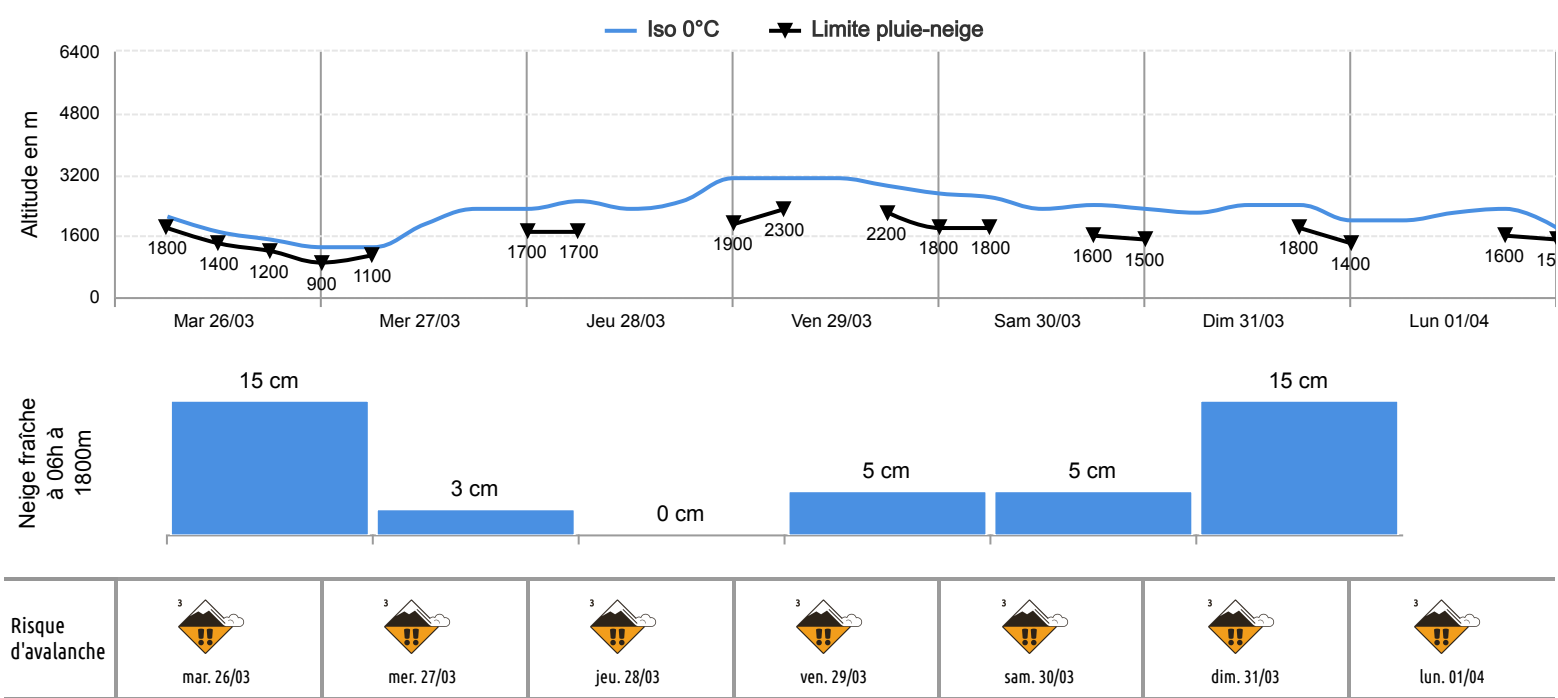 Iso 0°C Limite pluie-neige
Altitude en m
6400
4800
3200
1600
0
1800 1400 1200 900 1100 1700 1700 1900 2300 2200 1800 1800 1600 1500 1800 1400 1600
Mar 26/03 Mer 27/03 Jeu 28/03 Ven 29/03 Sam 30/03 Dim 31/03 Lun 01/04
Neige fraîche
à 06h à
1800m
15 cm 3 cm 0 cm 5 cm 5 cm 15 cm
Risque
d'avalanche
3 3 3 3 3 3 3
mar. 26/03 mer. 27/03 jeu. 28/03 ven. 29/03 sam. 30/03 dim. 31/03 lun. 01/04